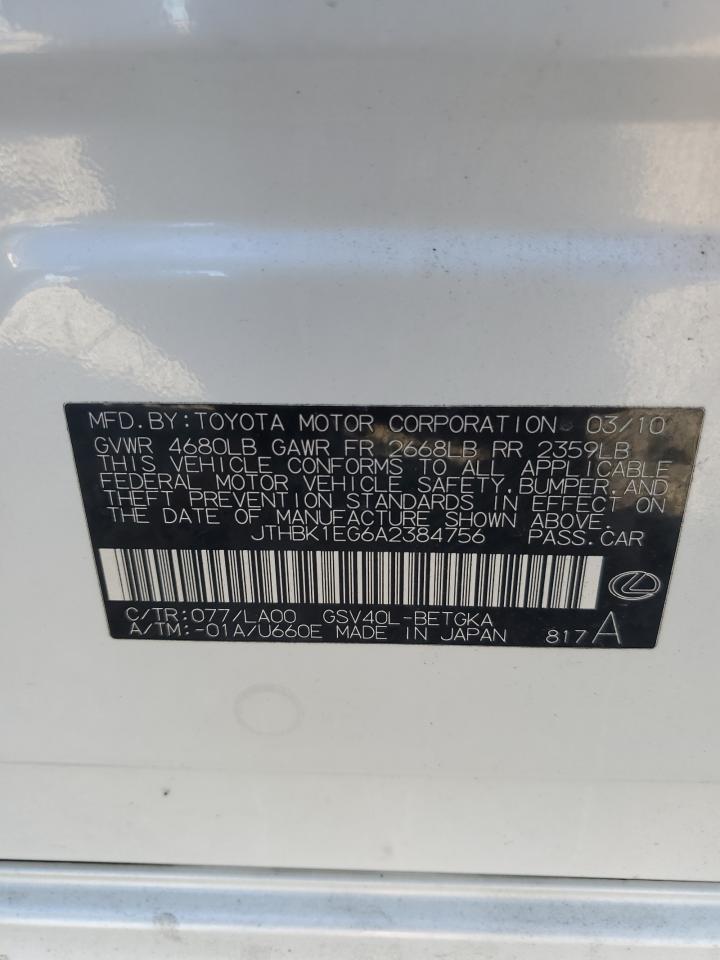 MFD.BY:TOYOTA MOTOR CORPORATION 03/10
GVWR 4680LB GAWR FR 2668LB RR 2359LB
THIS VEHICLE CONFORMS TO ALL APPLICABLE
FEDERAL MOTOR VEHICLE SAFETY,BUMPER,AND
THEFT PREVENTION STANDARDS IN EFFECT ON
THE DATE OF MANUFACTURE SHOWN ABOVE.
JTHBK1EG6A2384756 PASS.CAR
C/TR:077/LA00 GSV40L-BETGKA
A/TM:-01A/U660E MADE IN JAPAN 817A